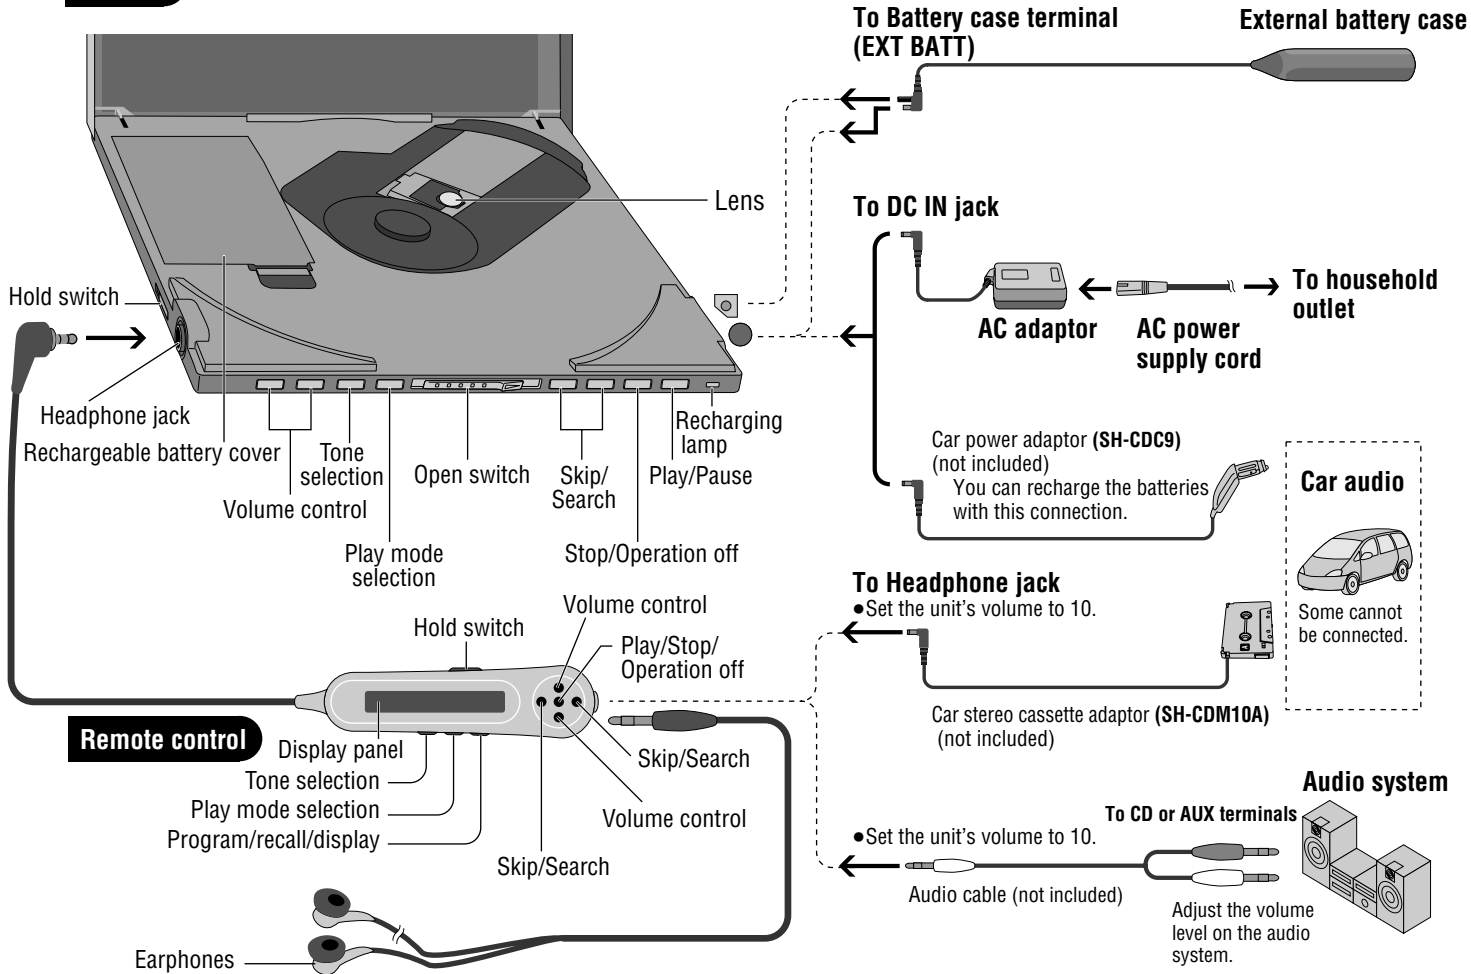 To Battery case terminal
(EXT BATT)
External battery case
Lens
To DC IN jack
AC adaptor
AC power
supply cord
To household
outlet
Hold switch
Headphone jack
Rechargeable battery cover
Volume control
Tone
selection
Play mode
selection
Open switch
Skip/
Search
Stop/Operation off
Play/Pause
Recharging
lamp
Car power adaptor (SH-CDC9)
(not included)
You can recharge the batteries
with this connection.
Car audio
Some cannot
be connected.
To Headphone jack
●Set the unit's volume to 10.
Car stereo cassette adaptor (SH-CDM10A)
(not included)
Hold switch
Volume control
Play/Stop/
Operation off
Remote control
Display panel
Tone selection
Play mode selection
Program/recall/display
Skip/Search
Volume control
Skip/Search
Earphones
Audio system
To CD or AUX terminals
●Set the unit's volume to 10.
Audio cable (not included)
Adjust the volume
level on the audio
system.